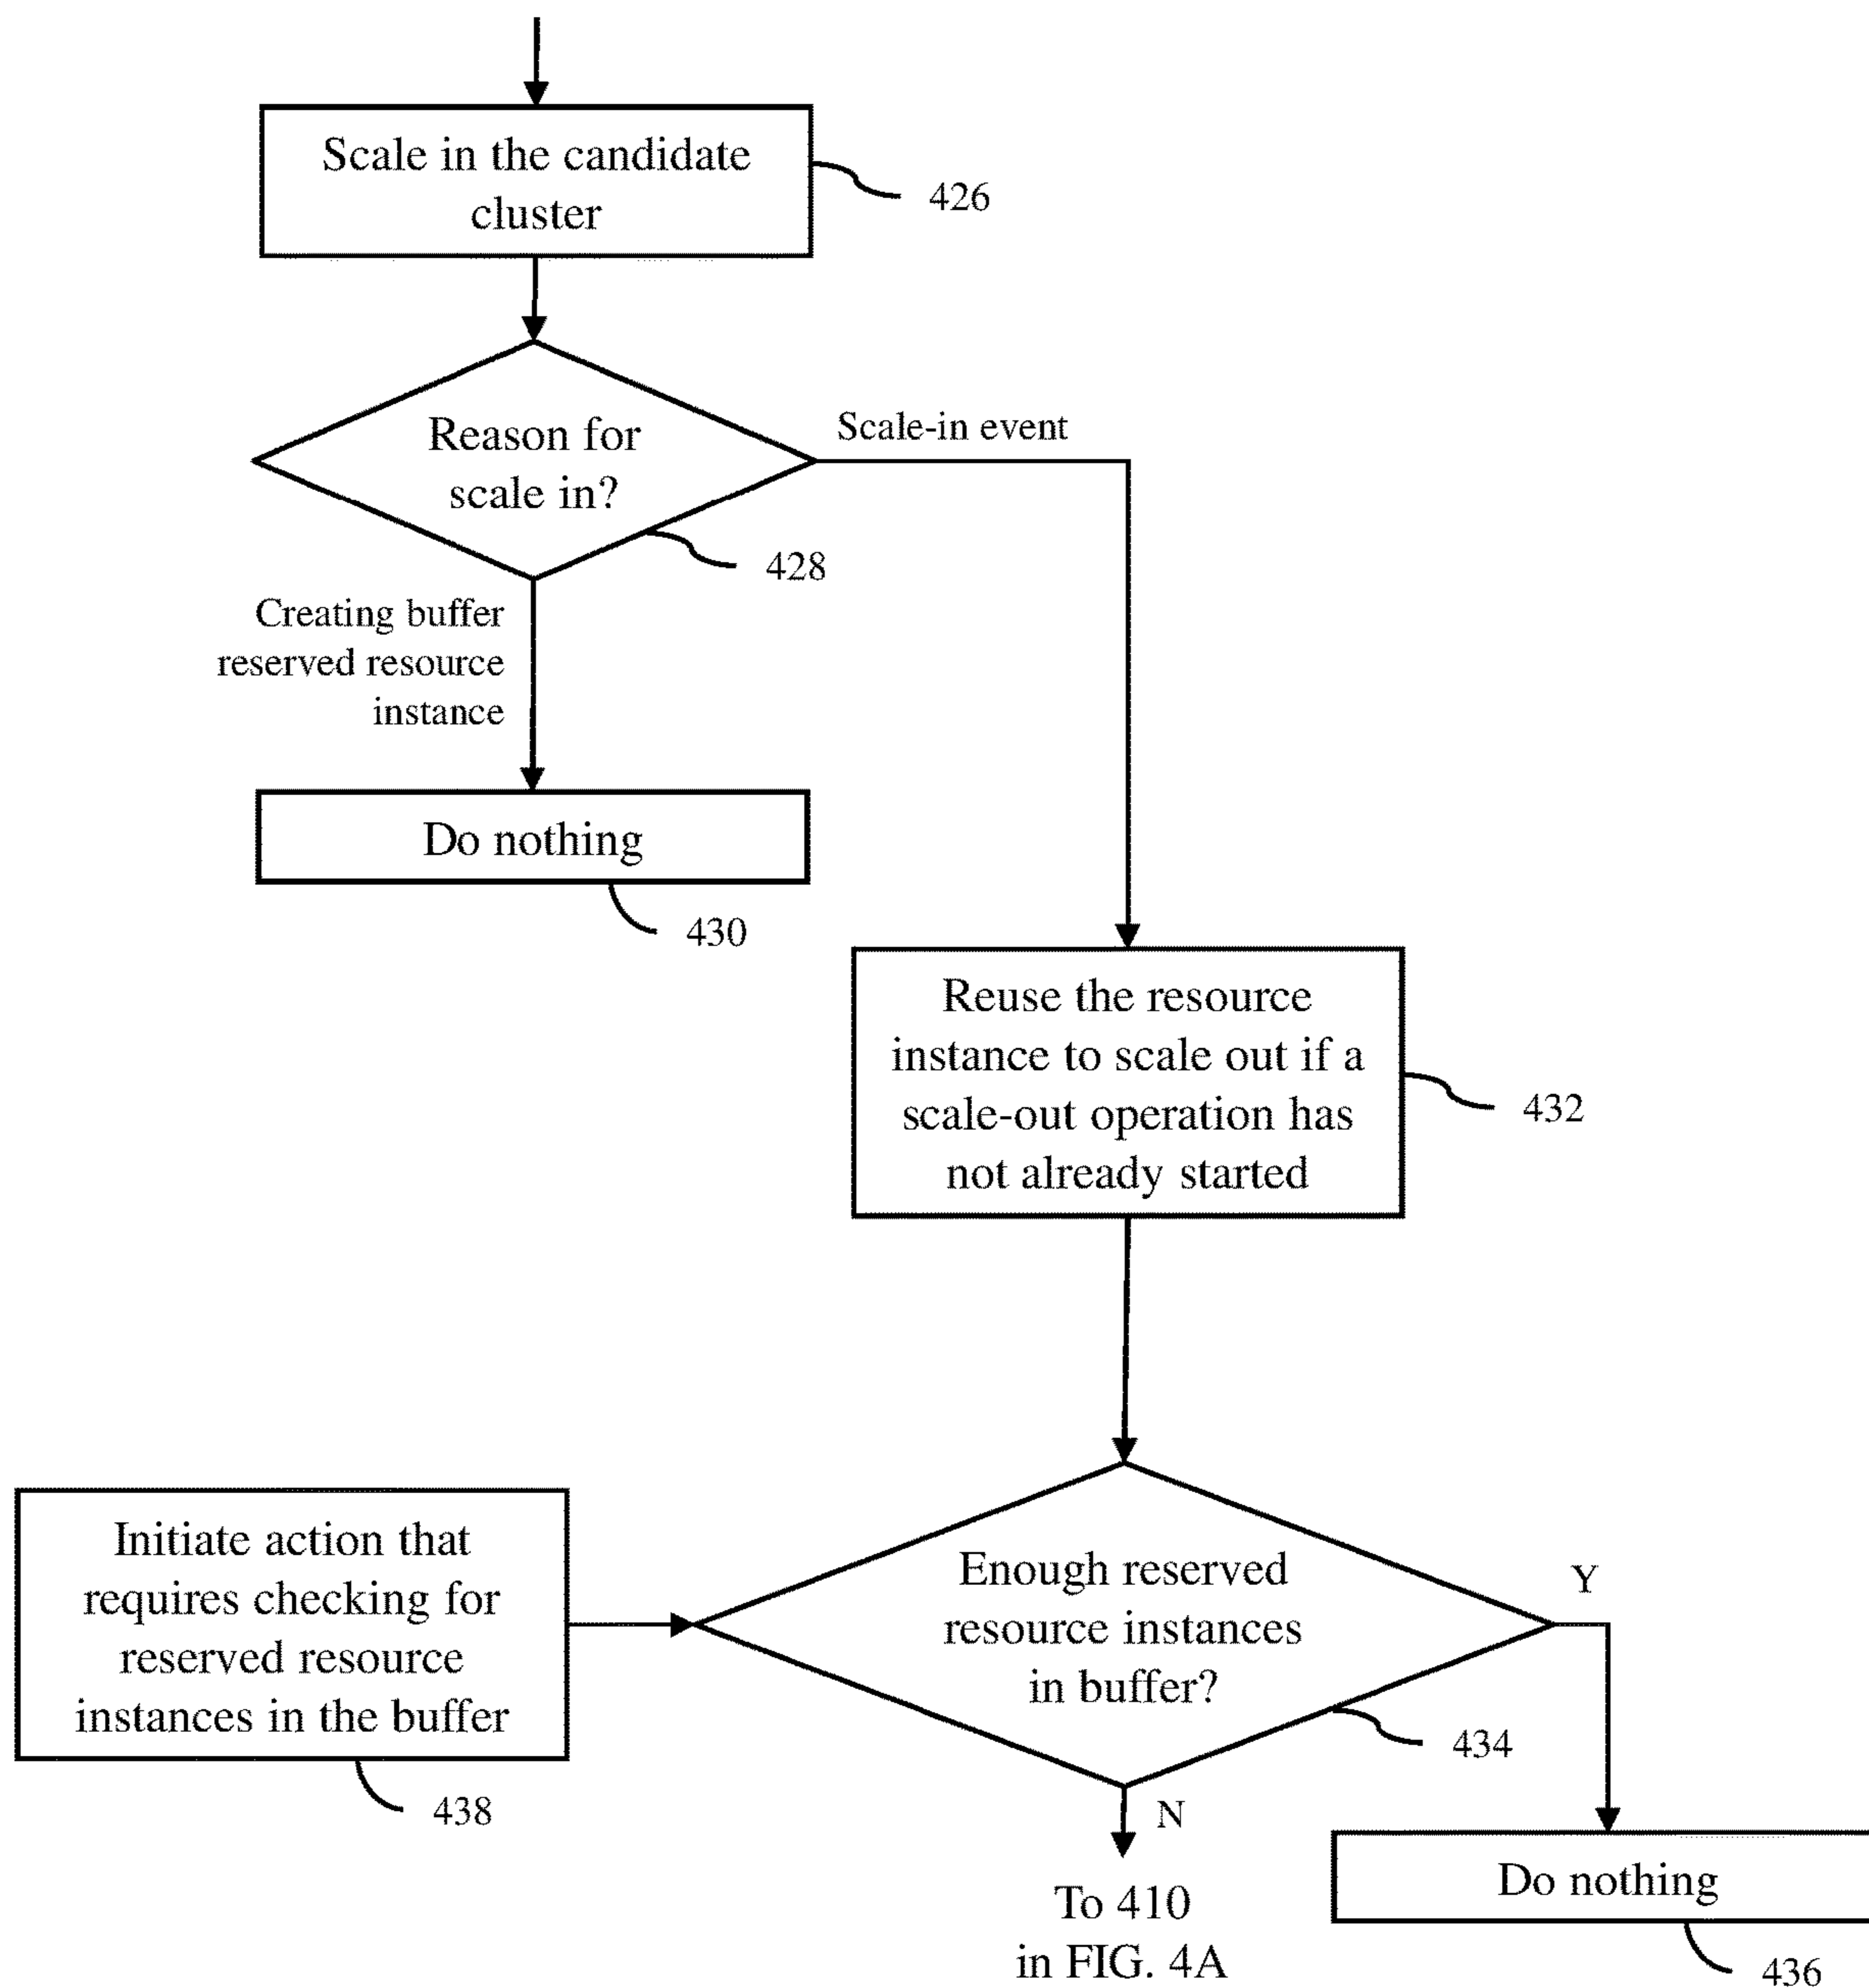 Scale in the candidate
cluster
426
Reason for
scale in?
Scale-in event
428
Creating buffer
reserved resource
instance
Do nothing
430
Reuse the resource
instance to scale out if a
scale-out operation has
not already started
432
Initiate action that
requires checking for
reserved resource
instances in the buffer
438
Enough reserved
resource instances
in buffer?
Y
434
N
To 410
in FIG. 4A
Do nothing
436